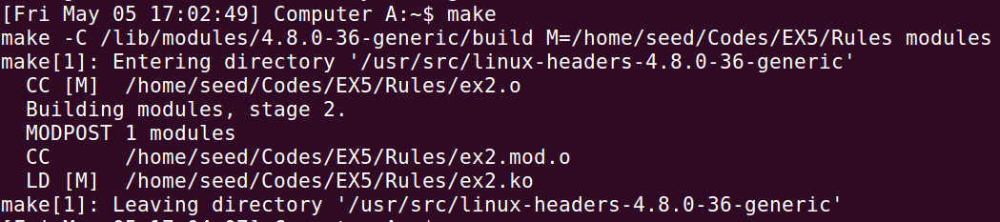 [Fri May 05 17:02:49] Computer A:~$ make
make -C /lib/modules/4.8.0-36-generic/build M=/home/seed/Codes/EX5/Rules modules
make[1]: Entering directory '/usr/src/linux-headers-4.8.0-36-generic'
  CC [M]  /home/seed/Codes/EX5/Rules/ex2.o
  Building modules, stage 2.
  MODPOST 1 modules
  CC      /home/seed/Codes/EX5/Rules/ex2.mod.o
  LD [M]  /home/seed/Codes/EX5/Rules/ex2.ko
make[1]: Leaving directory '/usr/src/linux-headers-4.8.0-36-generic'